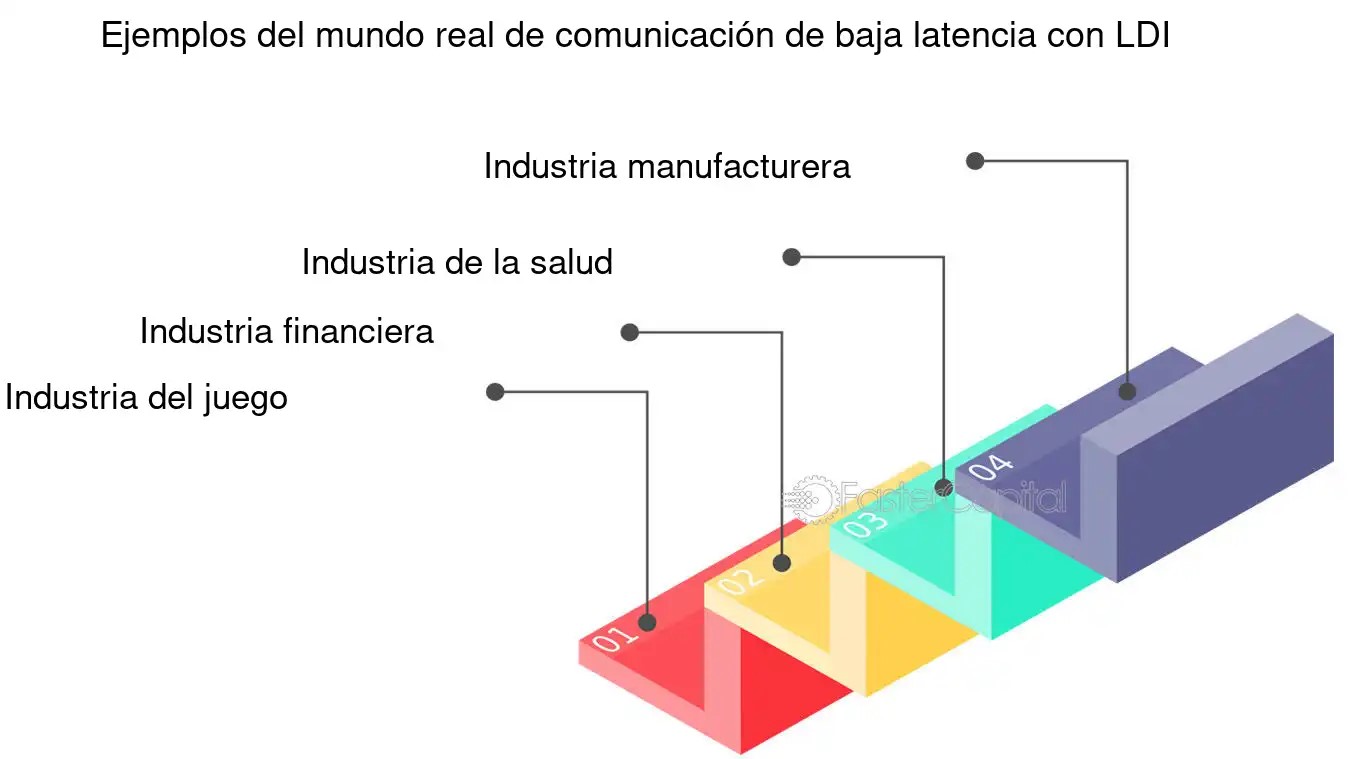 Ejemplos del mundo real de comunicación de baja latencia con LDI
Industria manufacturera
Industria de la salud
Industria financiera
Industria del juego
04
FasterCapital
03
02
01